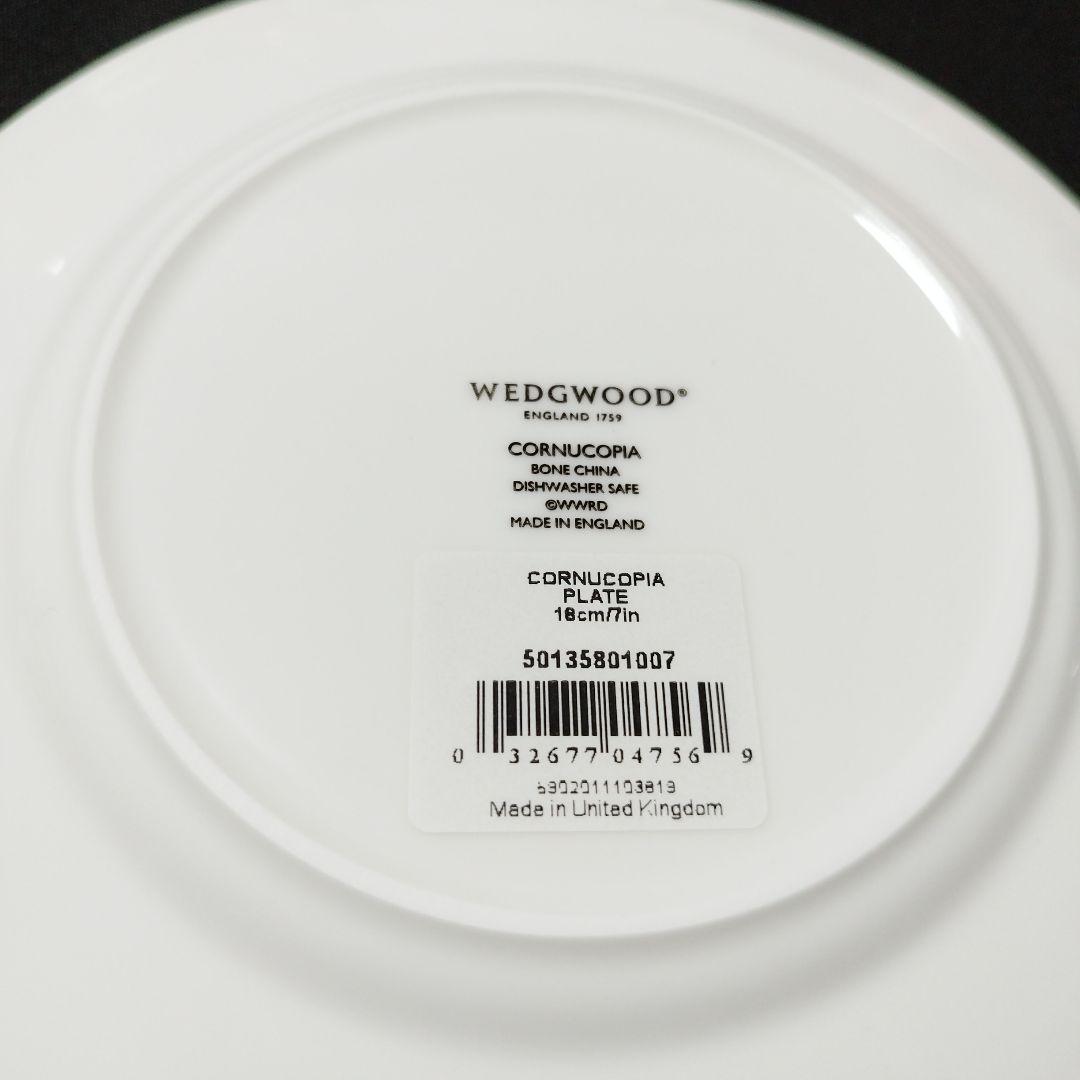 WEDGWOOD®
ENGLAND 1759
CORNUCOPIA
BONE CHINA
DISHWASHER SAFE
©WWRD
MADE IN ENGLAND
CORNUCOPIA
PLATE
18cm/7in
50135801007
0 32677 04756 9
Made in United Kingdom